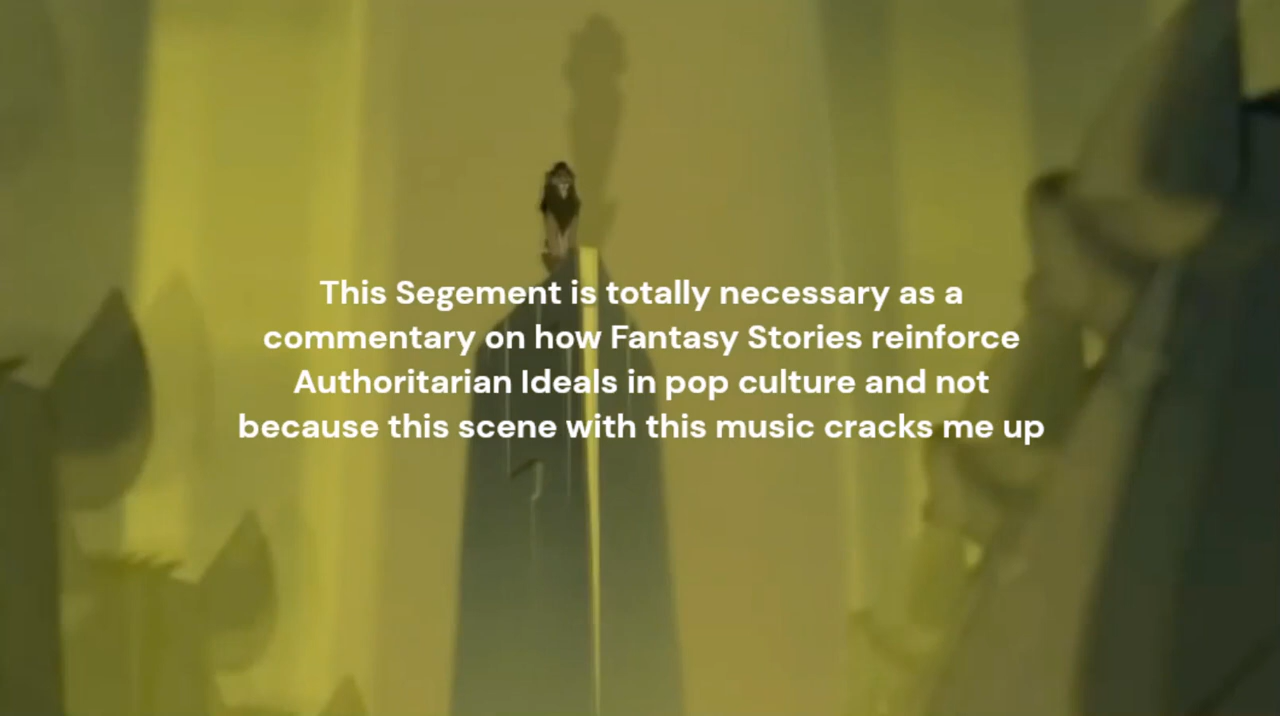 This Segement is totally necessary as a
commentary on how Fantasy Stories reinforce
Authoritarian Ideals in pop culture and not
because this scene with this music cracks me up